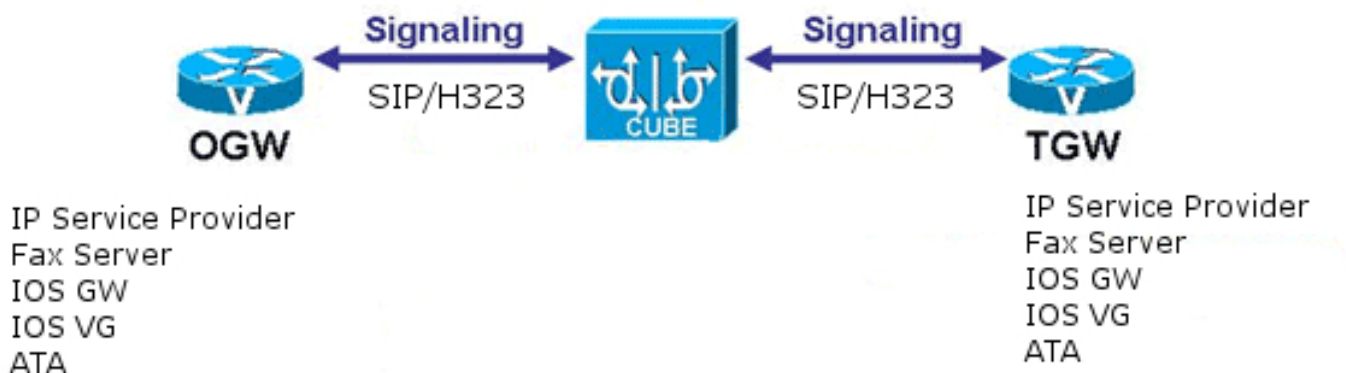 Signaling
Signaling
SIP/H323
SIP/H323
V
CUBE
V
OGW
TGW
IP Service Provider
Fax Server
IOS GW
IOS VG
ATA
IP Service Provider
Fax Server
IOS GW
IOS VG
ATA